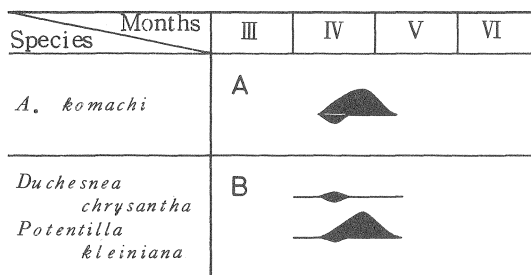 Months III IV V VI
Species
A. komachi A
Duchesnea B
chrysantha
Potentilla
kleiniana